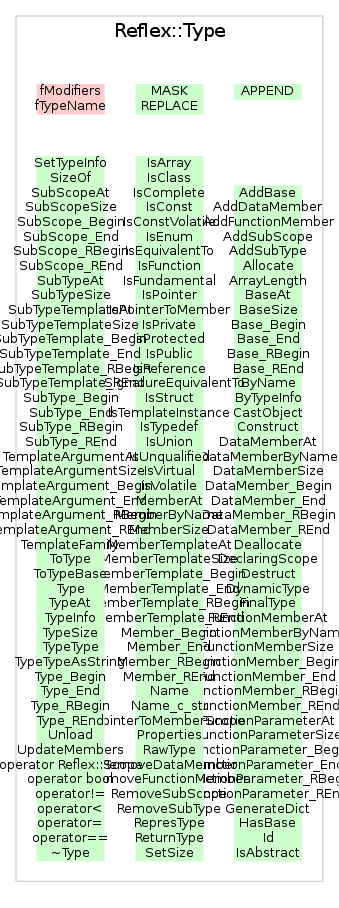 Reflex::Type
fModifiers
fTypeName
SetTypeInfo
SizeOf
SubScopeAt
SubScopeSize
SubScope_Begin
SubScope_End
SubScope_RBegin
SubScope_REnd
SubTypeAt
SubTypeSize
SubTypeTemplateAt
SubTypeTemplateSize
SubTypeTemplate_Begin
SubTypeTemplate_End
SubTypeTemplate_RBegin
SubTypeTemplate_REnd
SubType_Begin
SubType_End
SubType_RBegin
SubType_REnd
TemplateArgumentAt
TemplateArgumentSize
TemplateArgument_Begin
TemplateArgument_End
TemplateArgument_RBegin
TemplateArgument_REnd
TemplateFamily
ToType
ToTypeBase
Type
TypeAt
TypeInfo
TypeSize
TypeType
TypeTypeAsString
Type_Begin
Type_End
Type_RBegin
Type_REnd
Unload
UpdateMembers
operator Reflex::Scope
operator bool
operator!=
operator<
operator=
operator==
~Type
MASK
REPLACE
IsArray
IsClass
IsComplete
IsConst
IsConstVolatile
IsEnum
IsEquivalentTo
IsFunction
IsFundamental
IsPointer
IsPointerToMember
IsPrivate
IsProtected
IsPublic
IsReference
IsSignatureEquivalentTo
IsStruct
IsTemplateInstance
IsTypedef
IsUnion
IsUnqualified
IsVirtual
IsVolatile
MemberAt
MemberByName
MemberSize
MemberTemplateAt
MemberTemplateSize
MemberTemplate_Begin
MemberTemplate_End
MemberTemplate_RBegin
MemberTemplate_REnd
Member_Begin
Member_End
Member_RBegin
Member_REnd
Name
Name_c_str
PointerToMemberScope
Properties
RawType
RemoveDataMember
RemoveFunctionMember
RemoveSubScope
RemoveSubType
RepresType
ReturnType
SetSize
APPEND
AddBase
AddDataMember
AddFunctionMember
AddSubScope
AddSubType
Allocate
ArrayLength
BaseAt
BaseSize
Base_Begin
Base_End
Base_RBegin
Base_REnd
ByName
ByTypeInfo
CastObject
Construct
DataMemberAt
DataMemberByName
DataMemberSize
DataMember_Begin
DataMember_End
DataMember_RBegin
DataMember_REnd
Deallocate
DeclaringScope
Destruct
DynamicType
FinalType
FunctionMemberAt
FunctionMemberByName
FunctionMemberSize
FunctionMember_Begin
FunctionMember_End
FunctionMember_RBegin
FunctionMember_REnd
FunctionParameterAt
FunctionParameterSize
FunctionParameter_Begin
FunctionParameter_End
FunctionParameter_RBegin
FunctionParameter_REnd
GenerateDict
HasBase
Id
IsAbstract